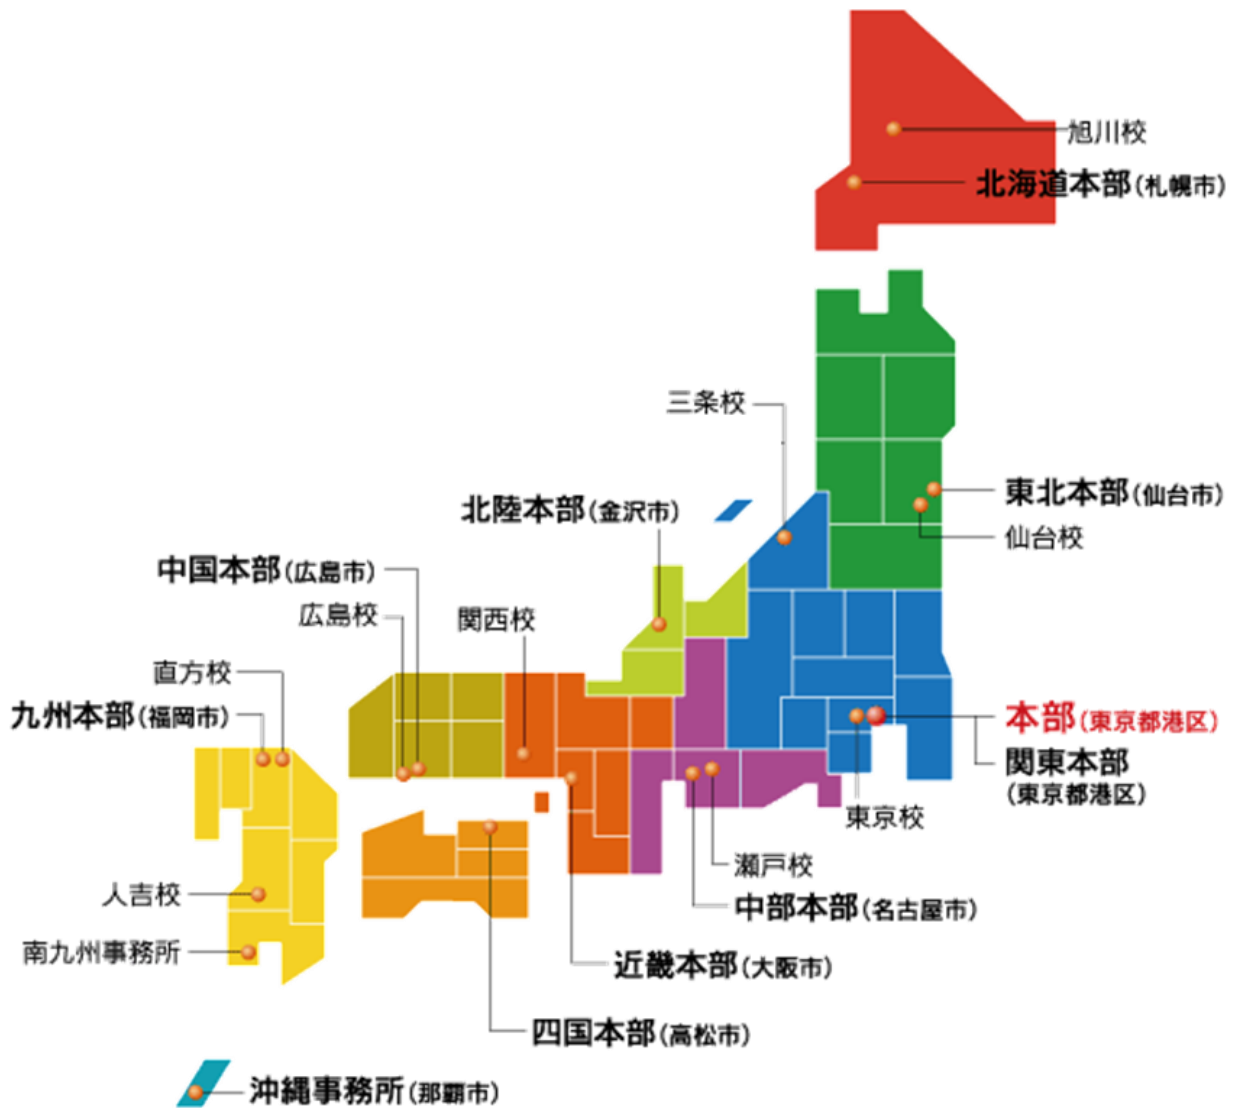 旭川校
北海道本部(札幌市)
三条校
東北本部(仙台市)
北陸本部(金沢市)
仙台校
中国本部(広島市)
広島校
関西校
直方校
九州本部(福岡市)
本部(東京都港区)
関東本部
(東京都港区)
東京校
瀬戸校
人吉校
中部本部(名古屋市)
南九州事務所
近畿本部(大阪市)
四国本部(高松市)
沖縄事務所(那覇市)